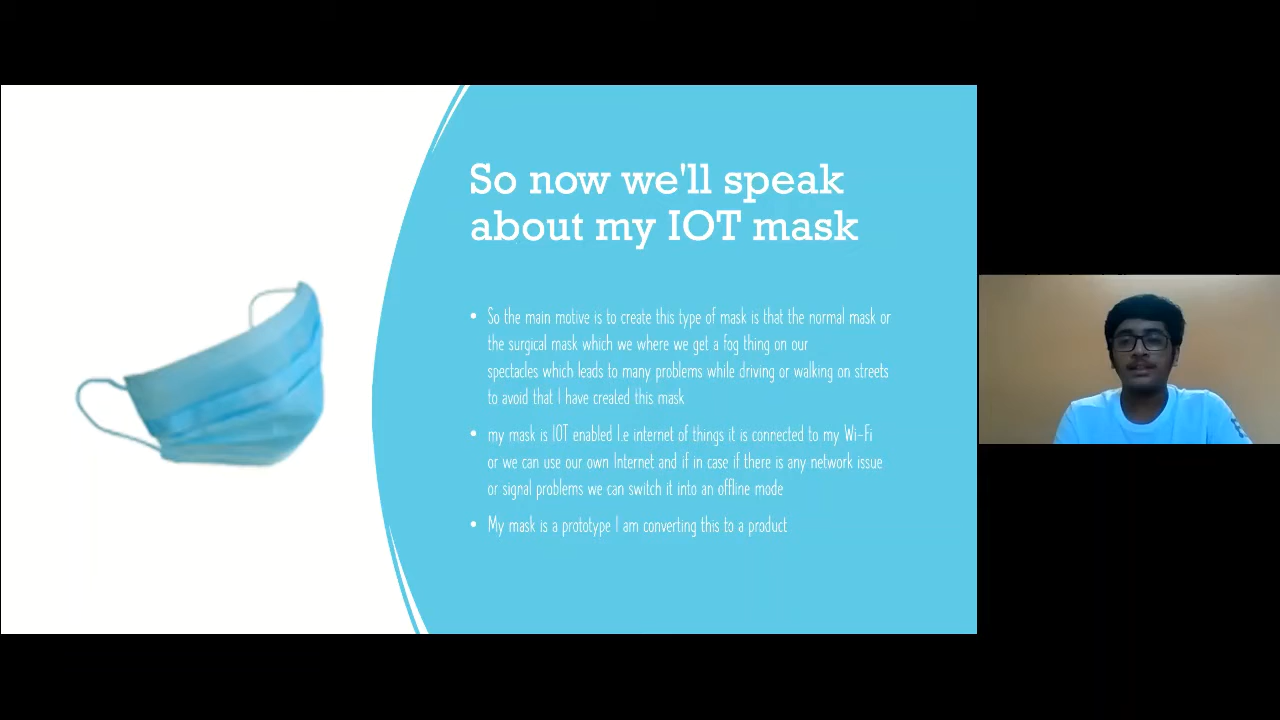 So now we'll speak
about my IOT mask
• So the main motive is to create this type of mask is that the normal mask or
the surgical mask which we where we get a fog thing on our
spectacles which leads to many problems while driving or walking on streets
to avoid that I have created this mask
• my mask is IOT enabled I.e internet of things it is connected to my Wi-Fi
or we can use our own Internet and if in case if there is any network issue
or signal problems we can switch it into an offline mode
• My mask is a prototype I am converting this to a product